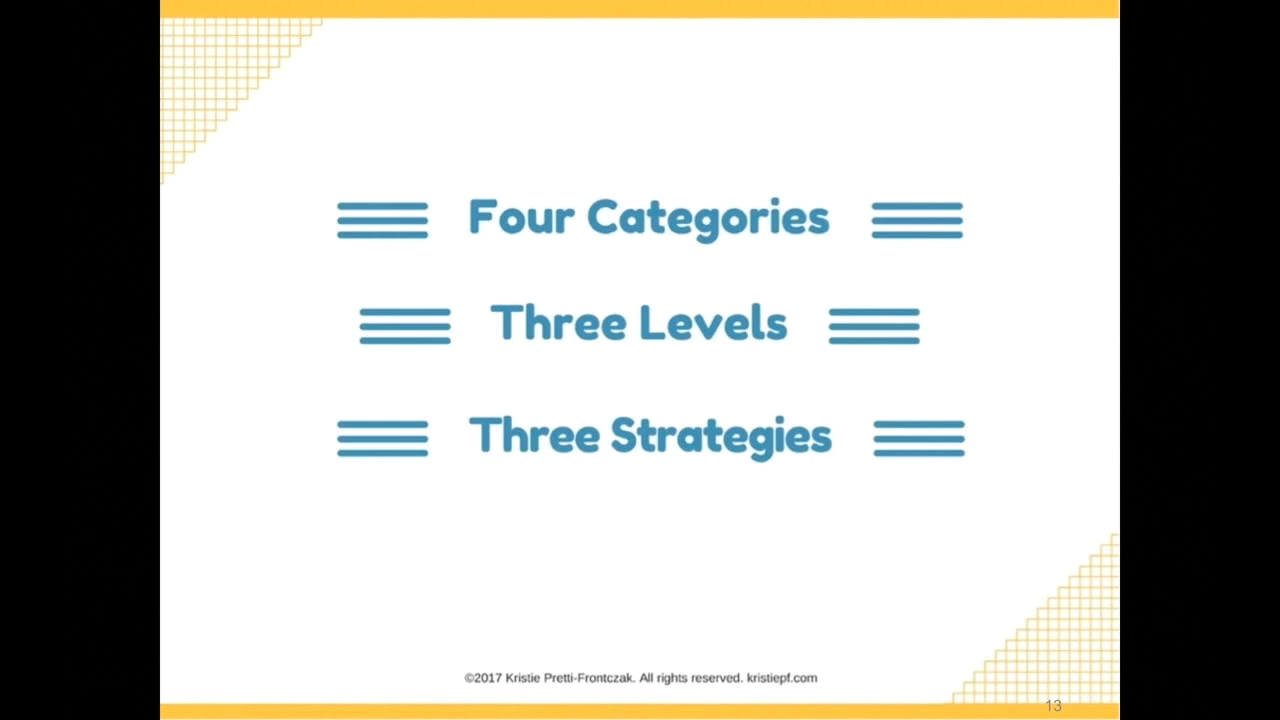 Four Categories
Three Levels
Three Strategies
©2017 Kristie Pretti-Frontczak. All rights reserved. kristiepf.com
13